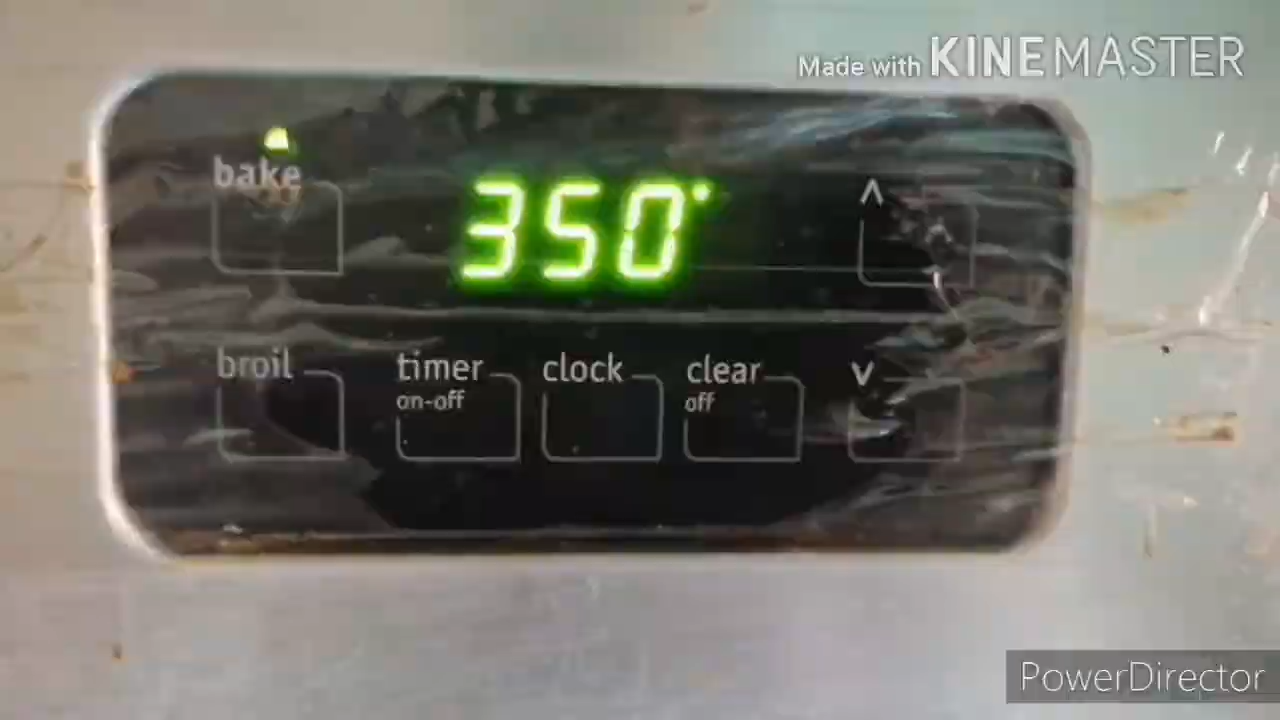 Made with KINEMASTER
bake
350°
^
broil
timer
on-off
clock
clear
off
v
PowerDirector